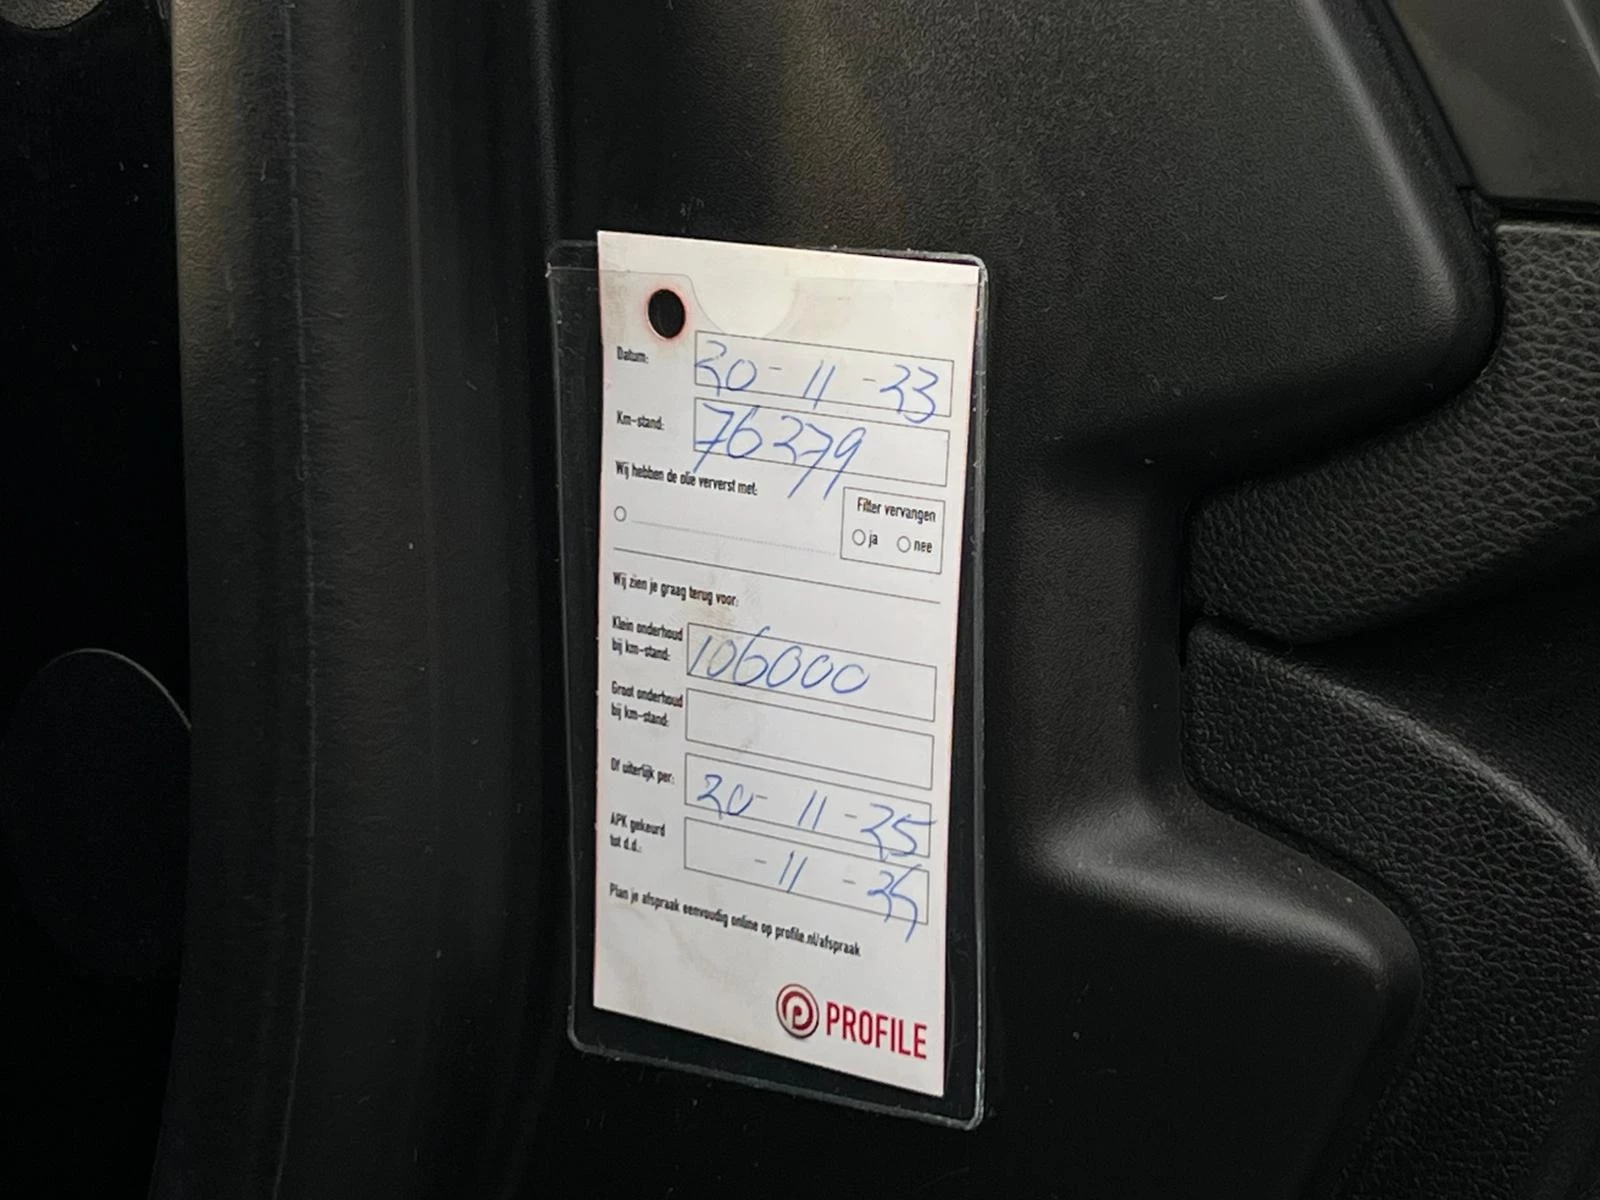 Datum: 20-11-23
Km-stand: 76279
Wij hebben de olie ververst met:
Filter vervangen
ja nee
Wij zien je graag terug voor:
Klein onderhoud
bij km-stand: 106000
Groot onderhoud
bij km-stand:
Of uiterlijk per: 20-11-25
APK gekeurd
tot d.d.: -11-24
Plan je afspraak eenvoudig online op profile.nl/afspraak
PROFILE